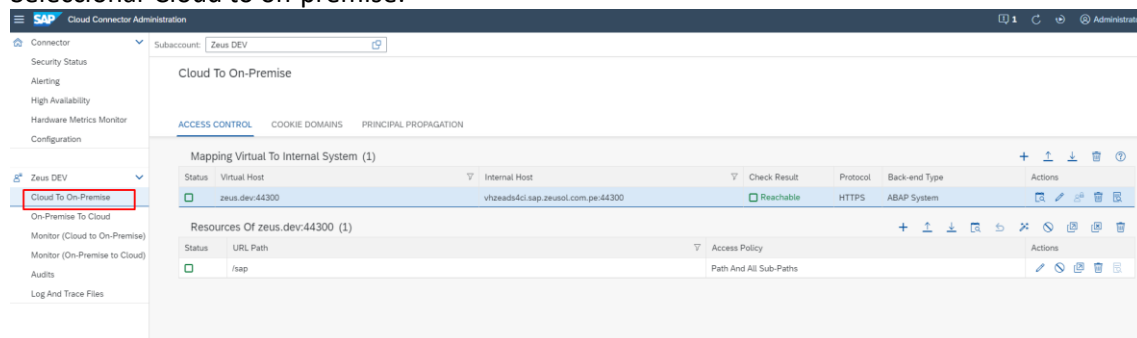 Seleccional Cloud to on-premise.
SAP Cloud Connector Administration 1 Administrat
Connector
Security Status
Alerting
High Availability
Hardware Metrics Monitor
Configuration
Zeus DEV
Cloud To On-Premise
On-Premise To Cloud
Monitor (Cloud to On-Premise)
Monitor (On-Premise to Cloud)
Audits
Log And Trace Files
Subaccount: Zeus DEV
Cloud To On-Premise
ACCESS CONTROL COOKIE DOMAINS PRINCIPAL PROPAGATION
Mapping Virtual To Internal System (1)
Status Virtual Host Internal Host Check Result Protocol Back-end Type Actions
zeus.dev:44300 vhzeads4ci.sap.zeusol.com.pe:44300 Reachable HTTPS ABAP System
Resources Of zeus.dev:44300 (1)
Status URL Path Access Policy Actions
/sap Path And All Sub-Paths